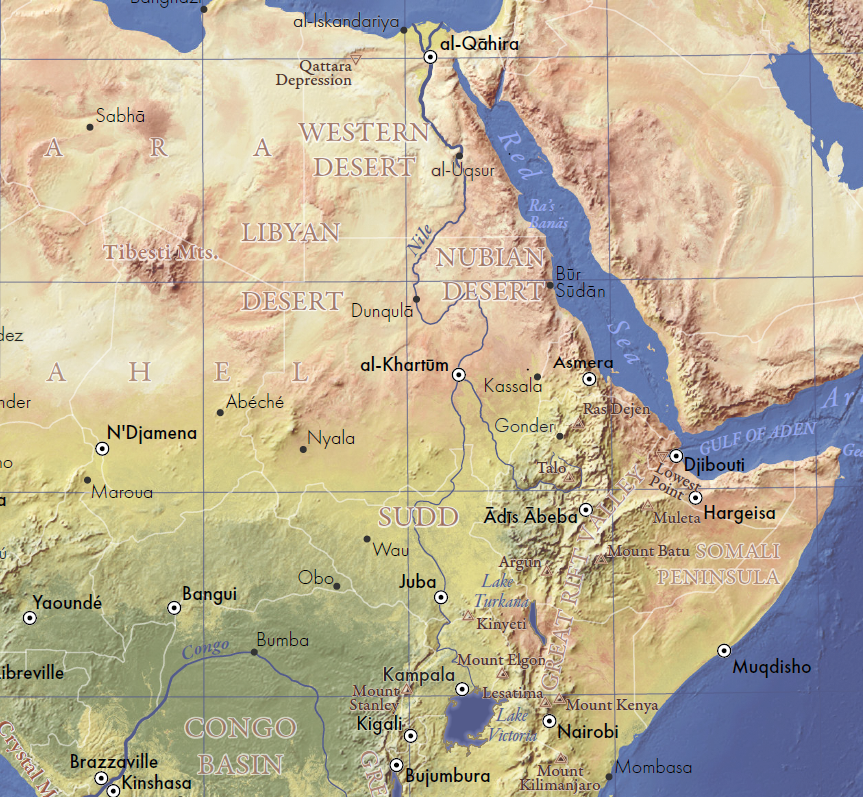 al-Iskandariya
al-Qāhira
Qattara
Depression
Sabhā
A R A
WESTERN
DESERT
al-Uqsur
Red
Ra's
Banās
LIBYAN
Nile
Tibesti Mts.
NUBIAN
DESERT
Būr
Sūdān
DESERT
Dunqulā
Sea
al-Khartūm
Asmera
A H E L
Kassala
Abéché
Ras Dejen
Gonder
N'Djamena
Nyala
GULF OF ADEN
Talo
Djibouti
Lowest
Point
Maroua
Hargeisa
SUDD
Ādīs Ābeba
Muleta
Wau
Mount Batu
SOMALI
PENINSULA
GREAT RIFT VALLEY
Argun
Obo
Juba
Lake
Turkana
Yaoundé
Bangui
Kinyeti
Congo
Bumba
Mount Elgon
Muqdisho
Libreville
Kampala
Mount
Stanley
Lesatima
Mount Kenya
CONGO
BASIN
Kigali
Lake
Victoria
Nairobi
Brazzaville
Kinshasa
Bujumbura
Mount
Kilimanjaro
Mombasa